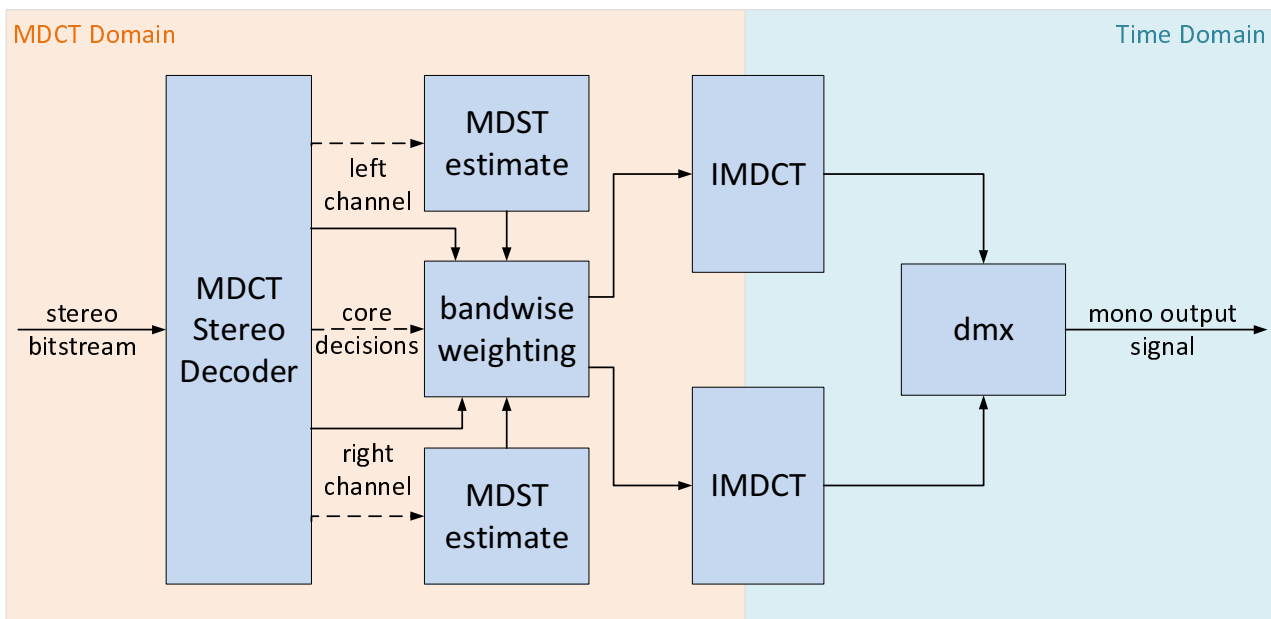 MDCT Domain
Time Domain
MDST
estimate
left
channel
IMDCT
MDCT
Stereo
Decoder
stereo
bitstream
core
decisions
bandwise
weighting
dmx
mono output
signal
right
channel
MDST
estimate
IMDCT